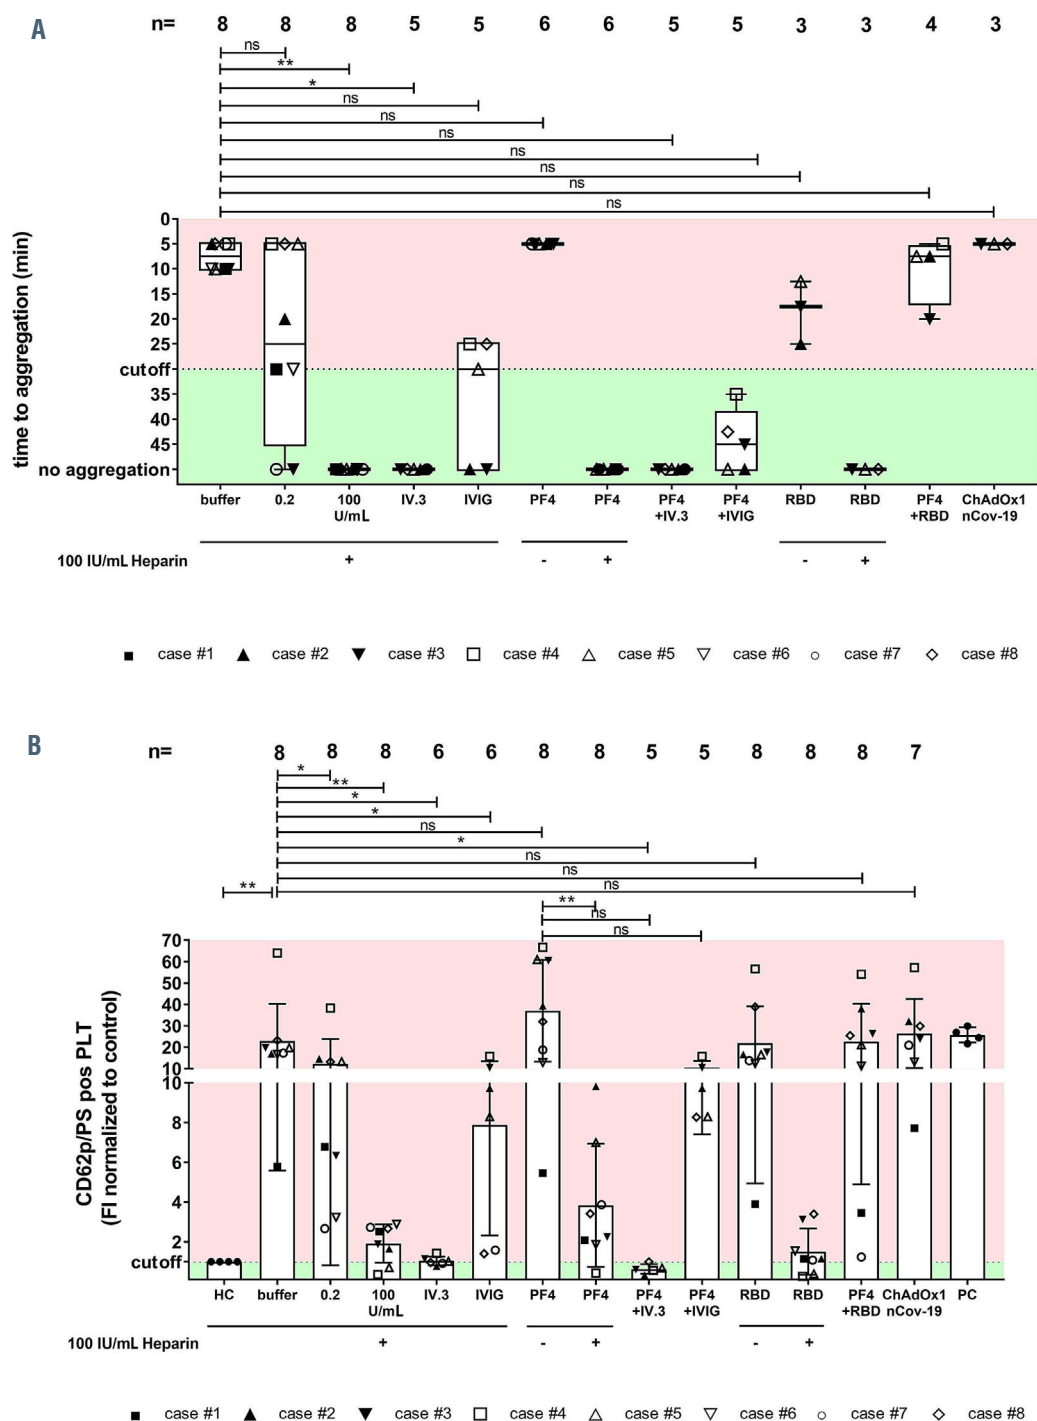 A
n= 8 8 8 5 5 6 6 5 5 3 3 4 3
ns
**
*
ns
ns
ns
ns
ns
ns
ns
time to aggregation (min)
0
5
10
15
20
25
cutoff
35
40
45
no aggregation
buffer 0.2 100 IV.3 IVIG PF4 PF4 PF4 PF4 RBD RBD PF4 ChAdOx1
U/mL +IV.3 +IVIG +RBD nCov-19
100 IU/mL Heparin + - + - +
case #1 case #2 case #3 case #4 case #5 case #6 case #7 case #8
B
n= 8 8 8 6 6 8 8 5 5 8 8 8 7
*
**
*
*
ns
*
ns
ns
** ns
**
ns
ns
CD62p/PS pos PLT
(FI normalized to control)
70
60
50
40
30
20
10
10
8
6
4
2
cutoff
HC buffer 0.2 100 IV.3 IVIG PF4 PF4 PF4 PF4 RBD RBD PF4 ChAdOx1 PC
U/mL +IV.3 +IVIG +RBD nCov-19
100 IU/mL Heparin + - + - +
case #1 case #2 case #3 case #4 case #5 case #6 case #7 case #8